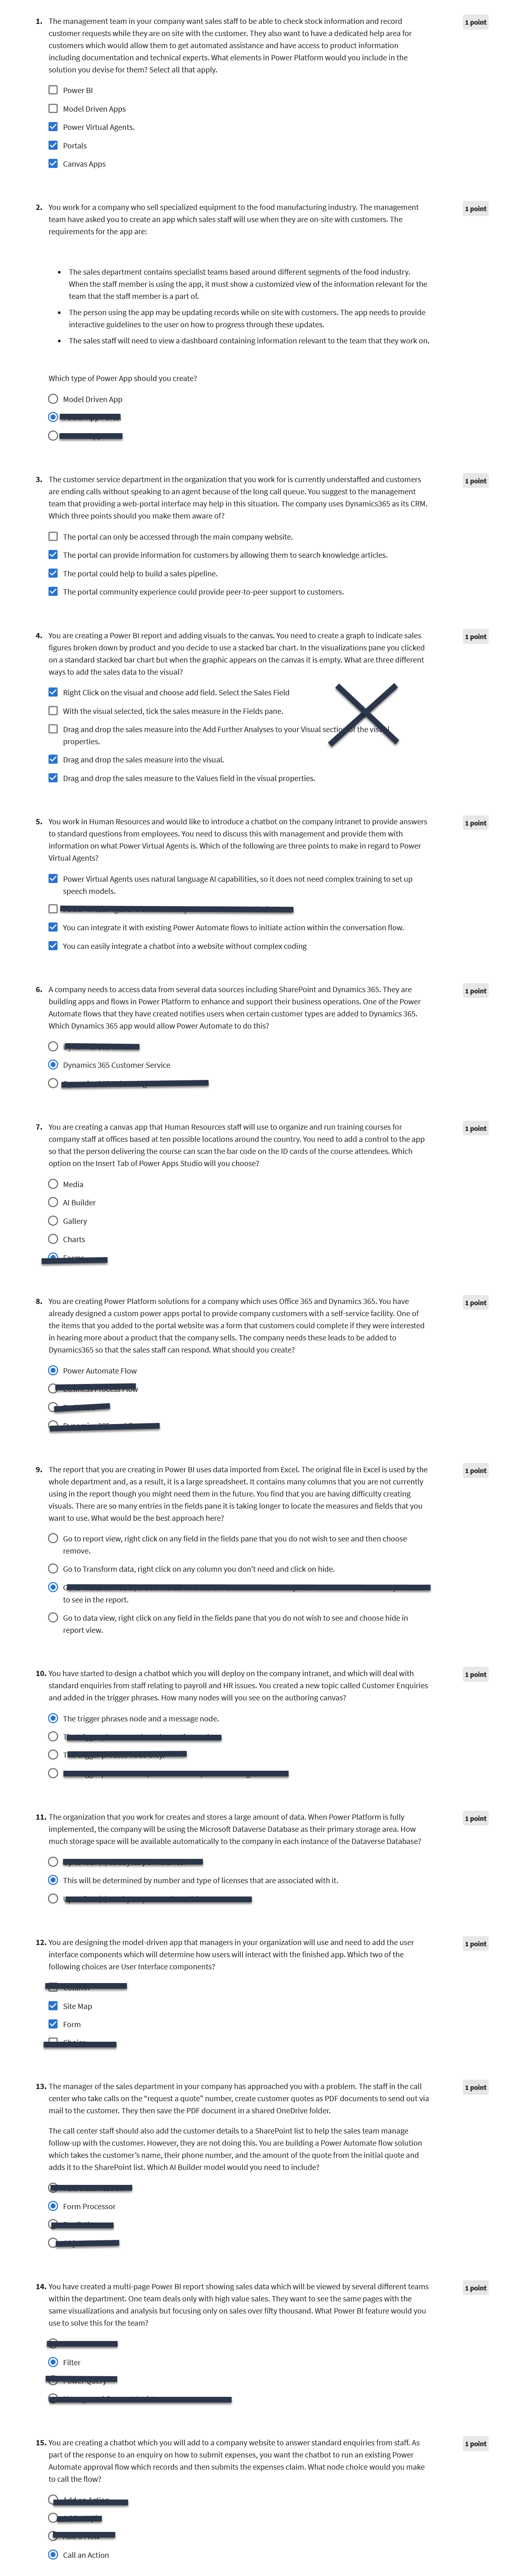 1. The management team in your company want sales staff to be able to check stock information and record
1 point
customer requests while they are on site with the customer. They also want to have a dedicated help area for
customers which would allow them to get automated assistance and have access to product information
including documentation and technical experts. What elements in Power Platform would you include in the
solution you devise for them? Select all that apply.
Power BI
Model Driven Apps
Power Virtual Agents.
Portals
Canvas Apps
2. You work for a company who sell specialized equipment to the food manufacturing industry. The management
1 point
team have asked you to create an app which sales staff will use when they are on-site with customers. The
requirements for the app are:
• The sales department contains specialist teams based around different segments of the food industry.
When the staff member is using the app, it must show a customized view of the information relevant for the
team that the staff member is a part of.
• The person using the app may be updating records while on site with customers. The app needs to provide
interactive guidelines to the user on how to progress through these updates.
• The sales staff will need to view a dashboard containing information relevant to the team that they work on.
Which type of Power App should you create?
Model Driven App
3. The customer service department in the organization that you work for is currently understaffed and customers
1 point
are ending calls without speaking to an agent because of the long call queue. You suggest to the management
team that providing a web-portal interface may help in this situation. The company uses Dynamics365 as its CRM.
Which three points should you make them aware of?
The portal can only be accessed through the main company website.
The portal can provide information for customers by allowing them to search knowledge articles.
The portal could help to build a sales pipeline.
The portal community experience could provide peer-to-peer support to customers.
4. You are creating a Power BI report and adding visuals to the canvas. You need to create a graph to indicate sales
1 point
figures broken down by product and you decide to use a stacked bar chart. In the visualizations pane you clicked
on a standard stacked bar chart but when the graphic appears on the canvas it is empty. What are three different
ways to add the sales data to the visual?
Right Click on the visual and choose add field. Select the Sales Field
With the visual selected, tick the sales measure in the Fields pane.
Drag and drop the sales measure into the Add Further Analyses to your Visual section of the visual
properties.
Drag and drop the sales measure into the visual.
Drag and drop the sales measure to the Values field in the visual properties.
5. You work in Human Resources and would like to introduce a chatbot on the company intranet to provide answers
1 point
to standard questions from employees. You need to discuss this with management and provide them with
information on what Power Virtual Agents is. Which of the following are three points to make in regard to Power
Virtual Agents?
Power Virtual Agents uses natural language AI capabilities, so it does not need complex training to set up
speech models.
You can integrate it with existing Power Automate flows to initiate action within the conversation flow.
You can easily integrate a chatbot into a website without complex coding
6. A company needs to access data from several data sources including SharePoint and Dynamics 365. They are
1 point
building apps and flows in Power Platform to enhance and support their business operations. One of the Power
Automate flows that they have created notifies users when certain customer types are added to Dynamics 365.
Which Dynamics 365 app would allow Power Automate to do this?
Dynamics 365 Customer Service
7. You are creating a canvas app that Human Resources staff will use to organize and run training courses for
1 point
company staff at offices based at ten possible locations around the country. You need to add a control to the app
so that the person delivering the course can scan the bar code on the ID cards of the course attendees. Which
option on the Insert Tab of Power Apps Studio will you choose?
Media
AI Builder
Gallery
Charts
8. You are creating Power Platform solutions for a company which uses Office 365 and Dynamics 365. You have
1 point
already designed a custom power apps portal to provide company customers with a self-service facility. One of
the items that you added to the portal website was a form that customers could complete if they were interested
in hearing more about a product that the company sells. The company needs these leads to be added to
Dynamics365 so that the sales staff can respond. What should you create?
Power Automate Flow
9. The report that you are creating in Power BI uses data imported from Excel. The original file in Excel is used by the
1 point
whole department and, as a result, it is a large spreadsheet. It contains many columns that you are not currently
using in the report though you might need them in the future. You find that you are having difficulty creating
visuals. There are so many entries in the fields pane it is taking longer to locate the measures and fields that you
want to use. What would be the best approach here?
Go to report view, right click on any field in the fields pane that you do not wish to see and then choose
remove.
Go to Transform data, right click on any column you don't need and click on hide.
to see in the report.
Go to data view, right click on any field in the fields pane that you do not wish to see and choose hide in
report view.
10. You have started to design a chatbot which you will deploy on the company intranet, and which will deal with
1 point
standard enquiries from staff relating to payroll and HR issues. You created a new topic called Customer Enquiries
and added in the trigger phrases. How many nodes will you see on the authoring canvas?
The trigger phrases node and a message node.
11. The organization that you work for creates and stores a large amount of data. When Power Platform is fully
1 point
implemented, the company will be using the Microsoft Dataverse Database as their primary storage area. How
much storage space will be available automatically to the company in each instance of the Dataverse Database?
This will be determined by number and type of licenses that are associated with it.
12. You are designing the model-driven app that managers in your organization will use and need to add the user
1 point
interface components which will determine how users will interact with the finished app. Which two of the
following choices are User Interface components?
Site Map
Form
13. The manager of the sales department in your company has approached you with a problem. The staff in the call
1 point
center who take calls on the "request a quote" number, create customer quotes as PDF documents to send out via
mail to the customer. They then save the PDF document in a shared OneDrive folder.
The call center staff should also add the customer details to a SharePoint list to help the sales team manage
follow-up with the customer. However, they are not doing this. You are building a Power Automate flow solution
which takes the customer's name, their phone number, and the amount of the quote from the initial quote and
adds it to the SharePoint list. Which AI Builder model would you need to include?
Form Processor
14. You have created a multi-page Power BI report showing sales data which will be viewed by several different teams
1 point
within the department. One team deals only with high value sales. They want to see the same pages with the
same visualizations and analysis but focusing only on sales over fifty thousand. What Power BI feature would you
use to solve this for the team?
Filter
15. You are creating a chatbot which you will add to a company website to answer standard enquiries from staff. As
1 point
part of the response to an enquiry on how to submit expenses, you want the chatbot to run an existing Power
Automate approval flow which records and then submits the expenses claim. What node choice would you make
to call the flow?
Call an Action